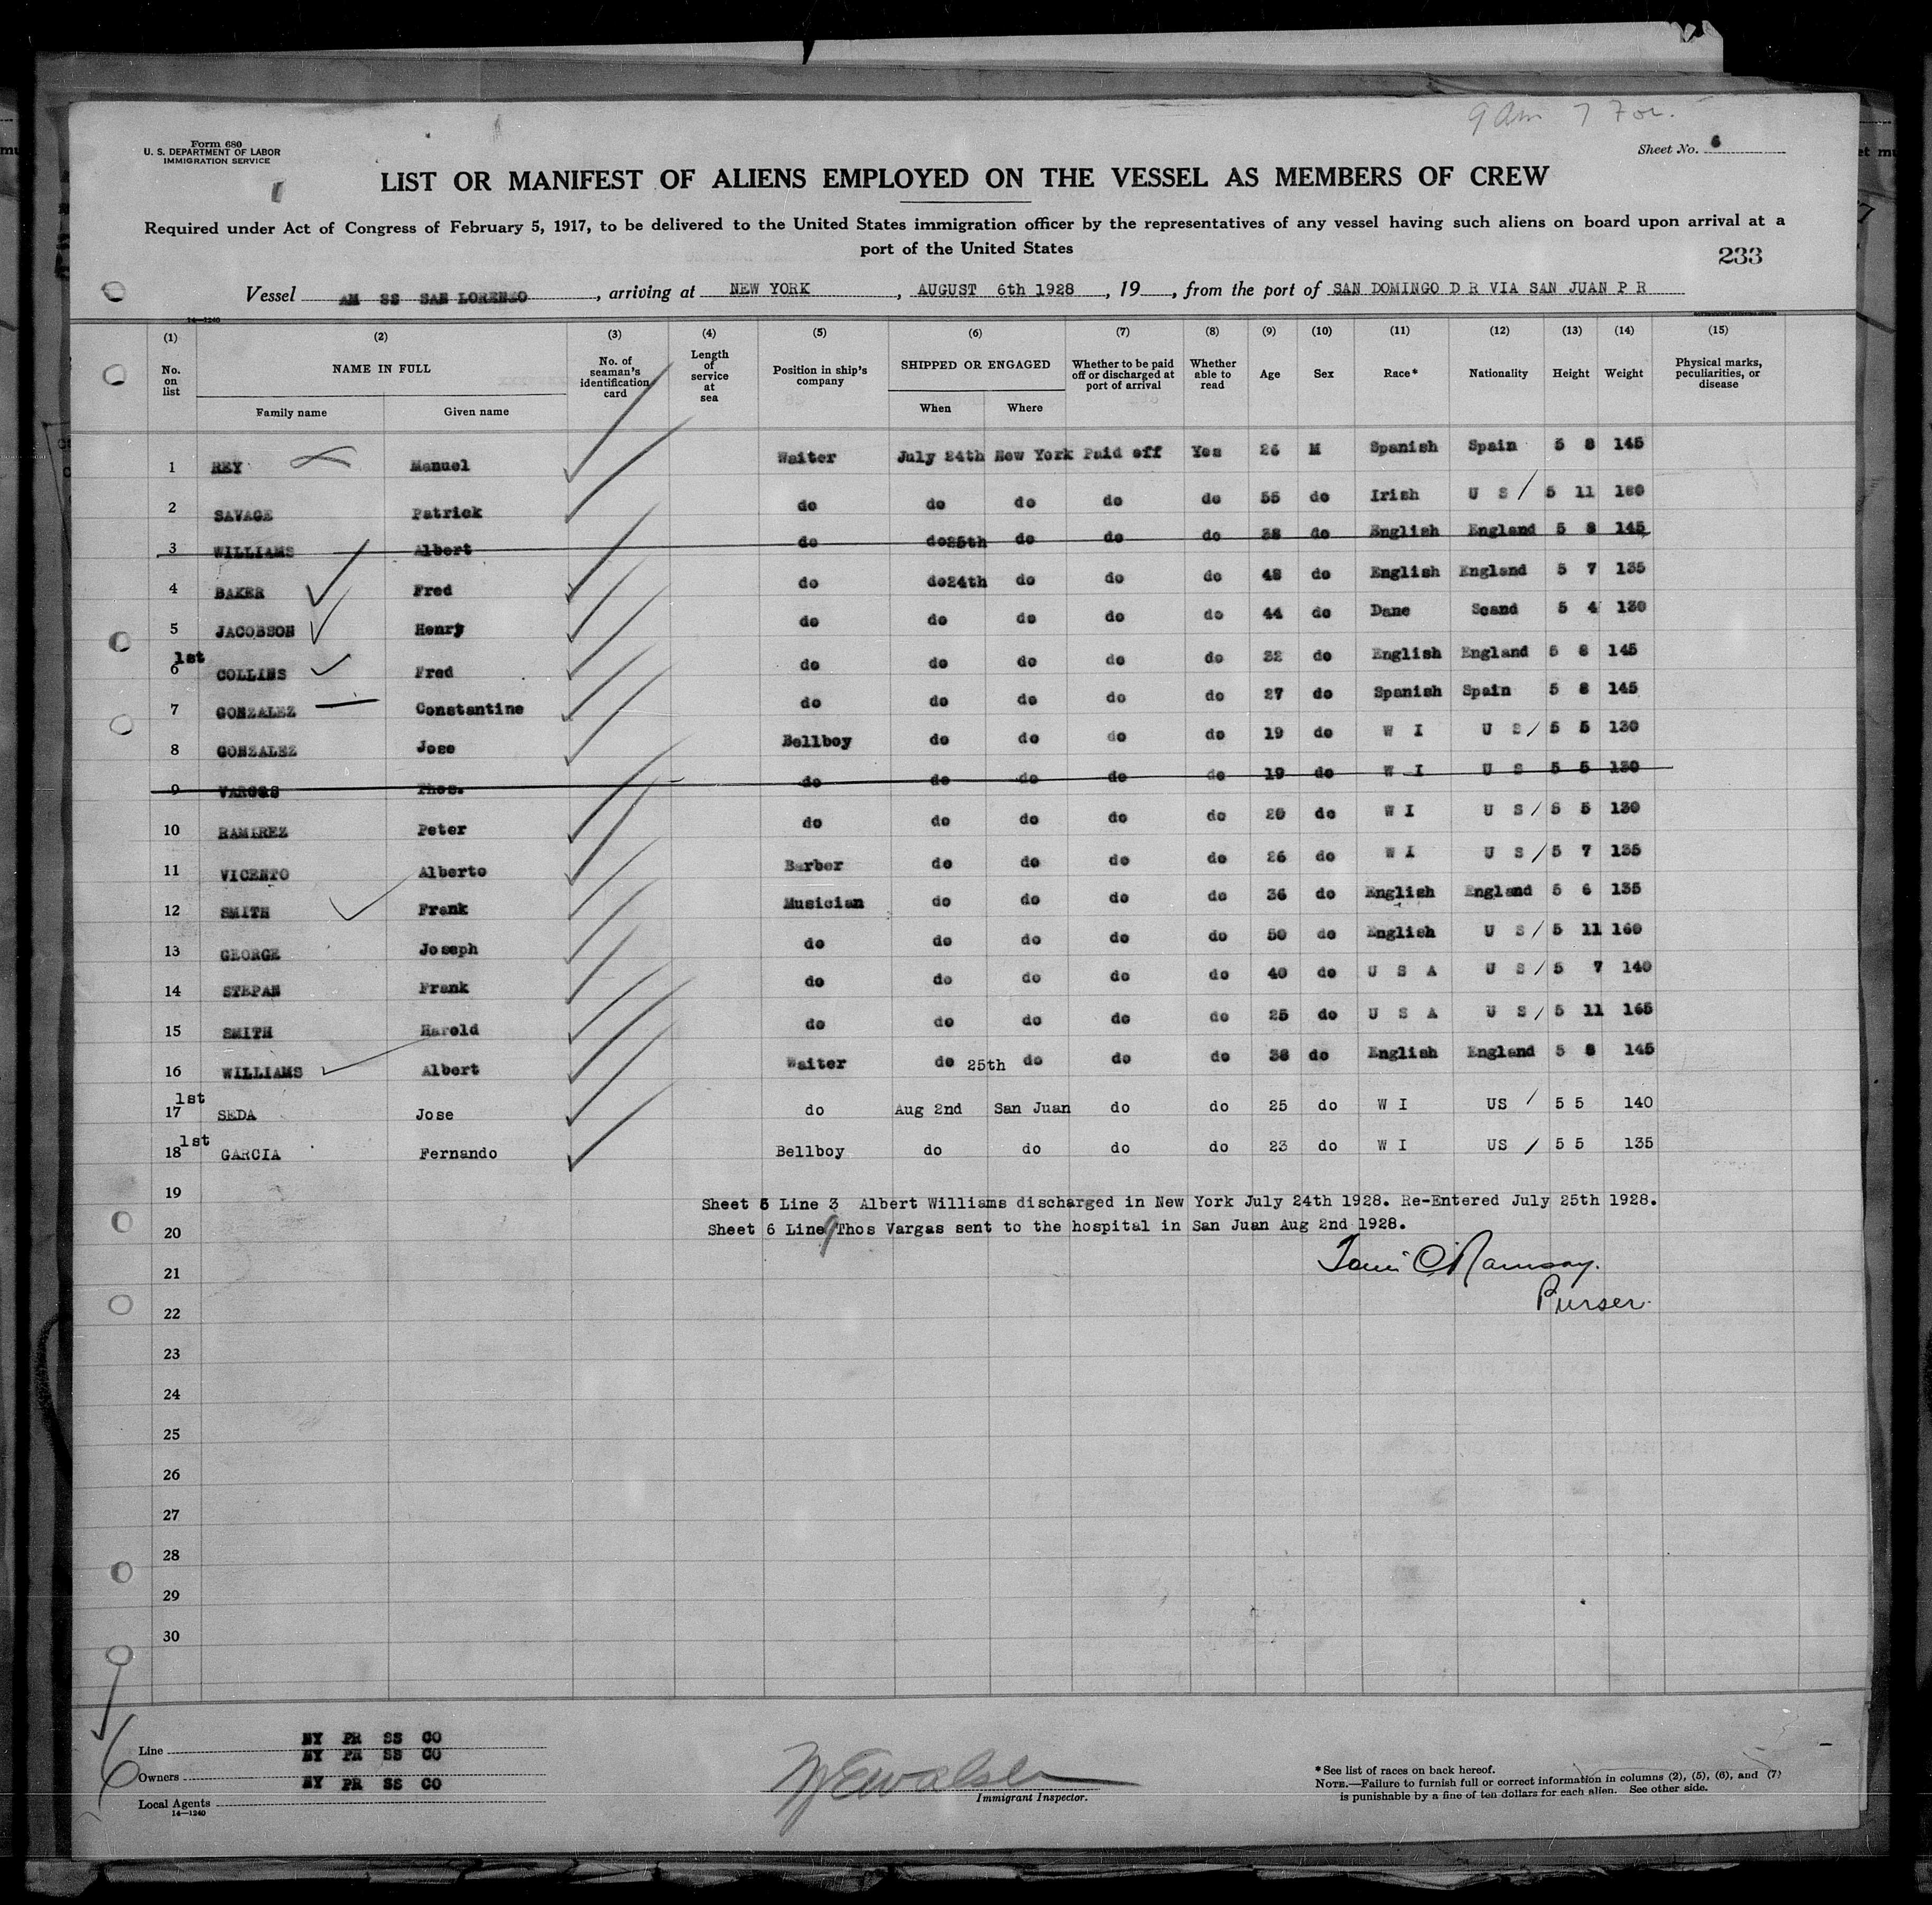 9 am
Form 680
U. S. DEPARTMENT OF LABOR
IMMIGRATION SERVICE
Sheet No. 6
LIST OR MANIFEST OF ALIENS EMPLOYED ON THE VESSEL AS MEMBERS OF CREW
Required under Act of Congress of February 5, 1917, to be delivered to the United States immigration officer by the representatives of any vessel having such aliens on board upon arrival at a
port of the United States
233
Vessel AM SS SAN LORENZO, arriving at NEW YORK, AUGUST 6th 1928, 19__, from the port of SAN DOMINGO D R VIA SAN JUAN P R
14—1240
(1) (2) (3) (4) (5) (6) (7) (8) (9) (10) (11) (12) (13) (14) (15)
No. on list NAME IN FULL No. of seaman's identification card Length of service at sea Position in ship's company SHIPPED OR ENGAGED Whether to be paid off or discharged at port of arrival Whether able to read Age Sex Race* Nationality Height Weight Physical marks, peculiarities, or disease
Family name Given name When Where
1 REY Manuel Waiter July 24th New York Paid off Yes 26 M Spanish Spain 5 8 145
2 SAVAGE Patrick do do do do do 55 do Irish U S / 5 11 160
3 WILLIAMS Albert do do25th do do do 38 do English England 5 8 145
4 BAKER Fred do do24th do do do 48 do English England 5 7 135
5 JACOBSON Henry do do do do do 44 do Dane Scand 5 4 130
1st
6 COLLINS Fred do do do do do 32 do English England 5 8 145
7 GONZALEZ Constantine do do do do do 27 do Spanish Spain 5 8 145
8 GONZALEZ Jose Bellboy do do do do 19 do W I U S / 5 5 130
9 VARGAS Thos. do do do do do 19 do W I U S 5 5 130
10 RAMIREZ Peter do do do do do 20 do W I U S / 5 5 130
11 VICENTO Alberto Barber do do do do 26 do W I U S / 5 7 135
12 SMITH Frank Musician do do do do 36 do English England 5 6 135
13 GEORGE Joseph do do do do do 50 do English U S / 5 11 160
14 STEPAN Frank do do do do do 40 do U S A U S / 5 7 140
15 SMITH Harold do do do do do 25 do U S A U S / 5 11 165
16 WILLIAMS Albert Waiter do 25th do do do 38 do English England 5 8 145
1st
17 SEDA Jose do Aug 2nd San Juan do do 25 do W I US / 5 5 140
1st
18 GARCIA Fernando Bellboy do do do do 23 do W I US / 5 5 135
19
Sheet 6 Line 3 Albert Williams discharged in New York July 24th 1928. Re-Entered July 25th 1928.
20
Sheet 6 Line 9 Thos Vargas sent to the hospital in San Juan Aug 2nd 1928.
21
C Ramsay.
22
Purser.
23
24
25
26
27
28
29
30
6
Line NY PR SS CO
NY PR SS CO
Owners
NY PR SS CO
Local Agents
14—1240
Immigrant Inspector.
*See list of races on back hereof.
NOTE.—Failure to furnish full or correct information in columns (2), (5), (6), and (7)
is punishable by a fine of ten dollars for each alien. See other side.